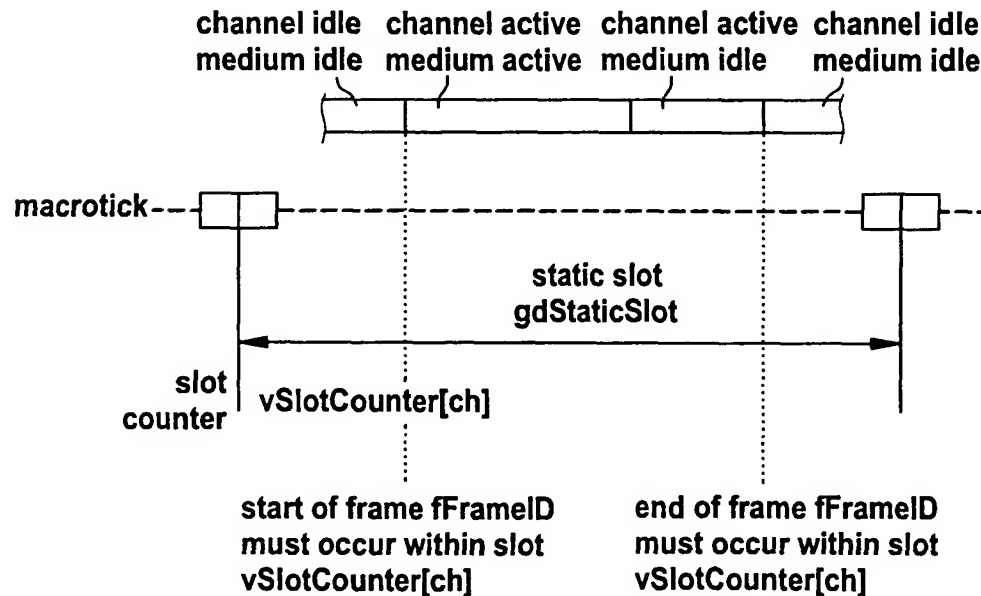 channel idle channel active channel active channel idle
medium idle medium active medium idle medium idle
macrotick
static slot
gdStaticSlot
slot
counter
vSlotCounter[ch]
start of frame fFrameID
must occur within slot
vSlotCounter[ch]
end of frame fFrameID
must occur within slot
vSlotCounter[ch]